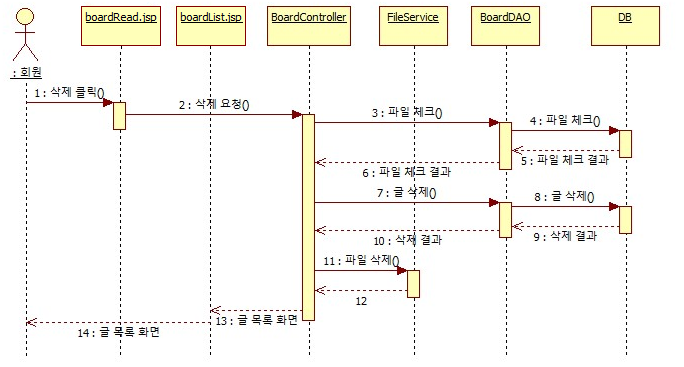 boardRead.jsp
boardList.jsp
BoardController
FileService
BoardDAO
DB
: 회원
1 : 삭제 클릭()
2 : 삭제 요청()
3 : 파일 체크()
4 : 파일 체크()
5 : 파일 체크 결과
6 : 파일 체크 결과
7 : 글 삭제()
8 : 글 삭제()
9 : 삭제 결과
10 : 삭제 결과
11 : 파일 삭제()
12
13 : 글 목록 화면
14 : 글 목록 화면